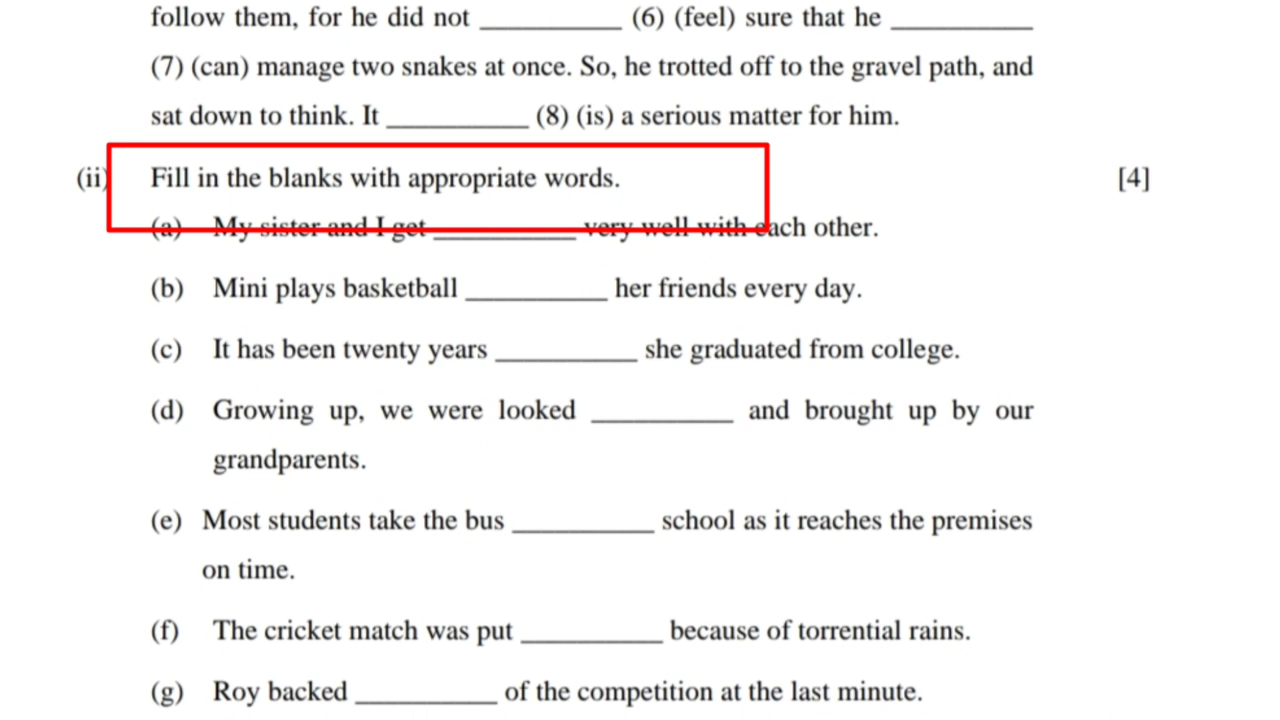 follow them, for he did not __________ (6) (feel) sure that he __________
(7) (can) manage two snakes at once. So, he trotted off to the gravel path, and
sat down to think. It __________ (8) (is) a serious matter for him.
(ii) Fill in the blanks with appropriate words. [4]
(a) My sister and I get __________ very well with each other.
(b) Mini plays basketball __________ her friends every day.
(c) It has been twenty years __________ she graduated from college.
(d) Growing up, we were looked __________ and brought up by our
grandparents.
(e) Most students take the bus __________ school as it reaches the premises
on time.
(f) The cricket match was put __________ because of torrential rains.
(g) Roy backed __________ of the competition at the last minute.